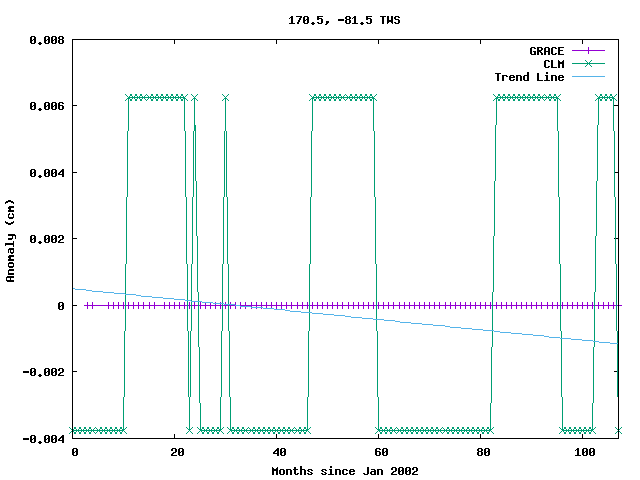 170.5, -81.5 TWS
GRACE
CLM
Trend Line
0.008
0.006
0.004
0.002
0
-0.002
-0.004
Anomaly (cm)
0 20 40 60 80 100
Months since Jan 2002